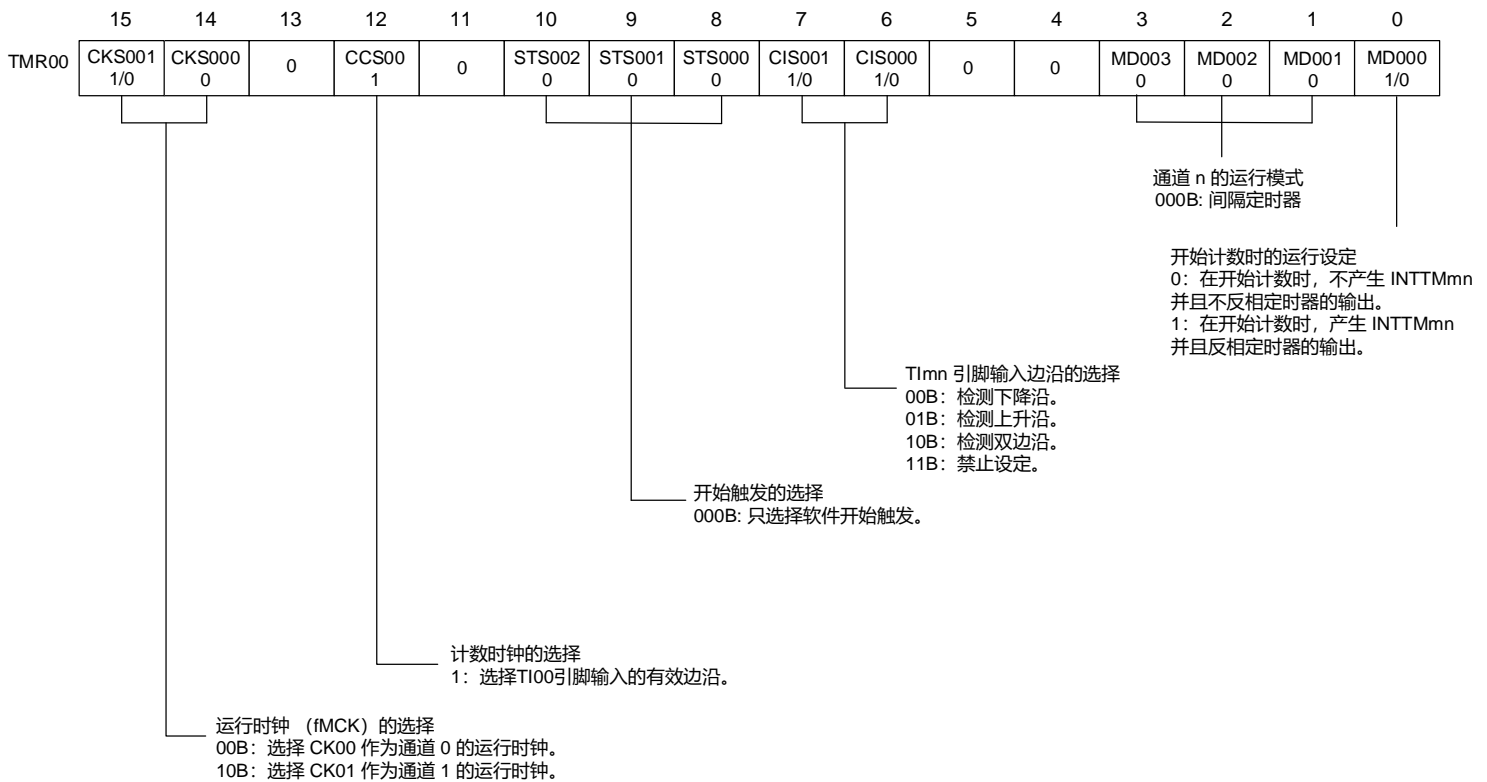 15 14 13 12 11 10 9 8 7 6 5 4 3 2 1 0
TMR00 CKS001 CKS000 0 CCS00 0 STS002 STS001 STS000 CIS001 CIS000 0 0 MD003 MD002 MD001 MD000
1/0 0 1 0 0 0 1/0 1/0 0 0 0 1/0
通道 n 的运行模式
000B: 间隔定时器
开始计数时的运行设定
0：在开始计数时，不产生 INTTMmn
并且不反相定时器的输出。
1：在开始计数时，产生 INTTMmn
并且反相定时器的输出。
TImn 引脚输入边沿的选择
00B：检测下降沿。
01B：检测上升沿。
10B：检测双边沿。
11B：禁止设定。
开始触发的选择
000B: 只选择软件开始触发。
计数时钟的选择
1：选择TI00引脚输入的有效边沿。
运行时钟 （fMCK）的选择
00B：选择 CK00 作为通道 0 的运行时钟。
10B：选择 CK01 作为通道 1 的运行时钟。